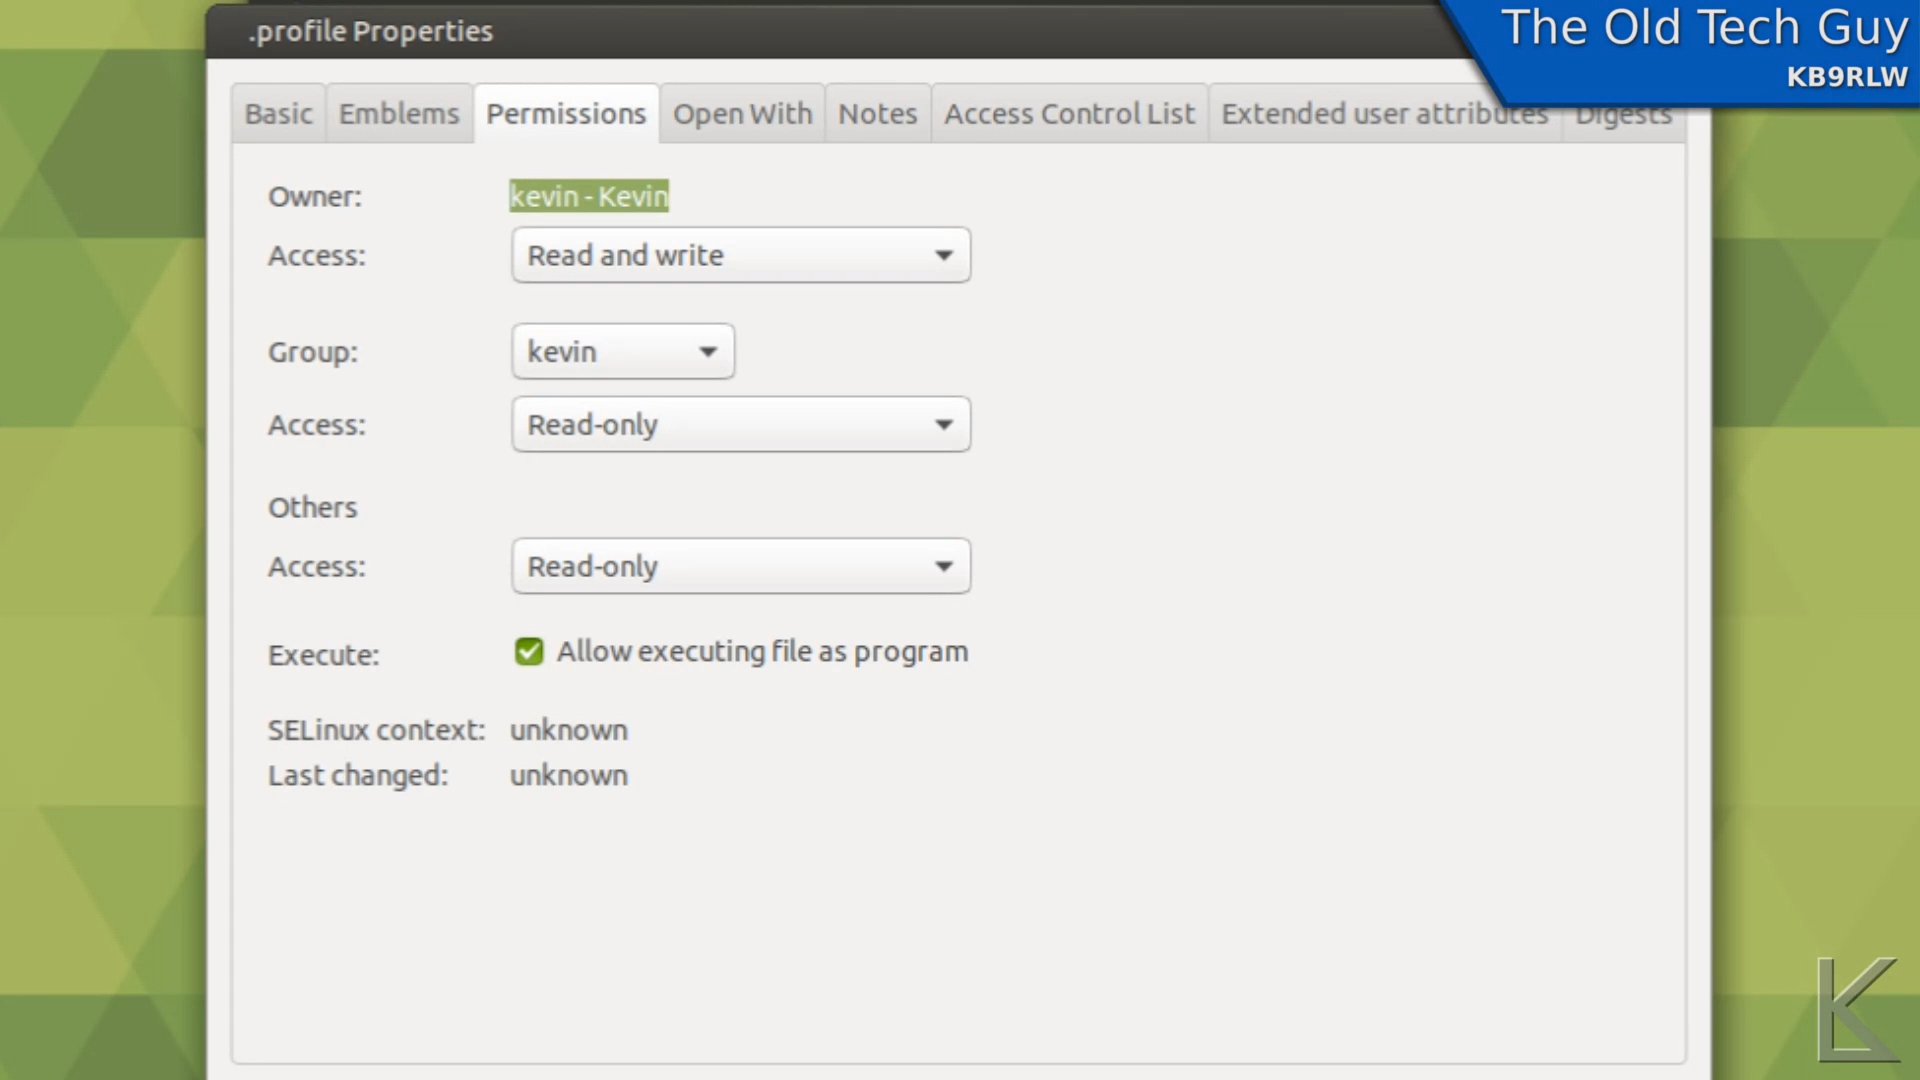 .profile Properties
The Old Tech Guy
KB9RLW
Basic Emblems Permissions Open With Notes Access Control List Extended user attributes Digests
Owner: kevin - Kevin
Access: Read and write
Group: kevin
Access: Read-only
Others
Access: Read-only
Execute: Allow executing file as program
SELinux context: unknown
Last changed: unknown
K